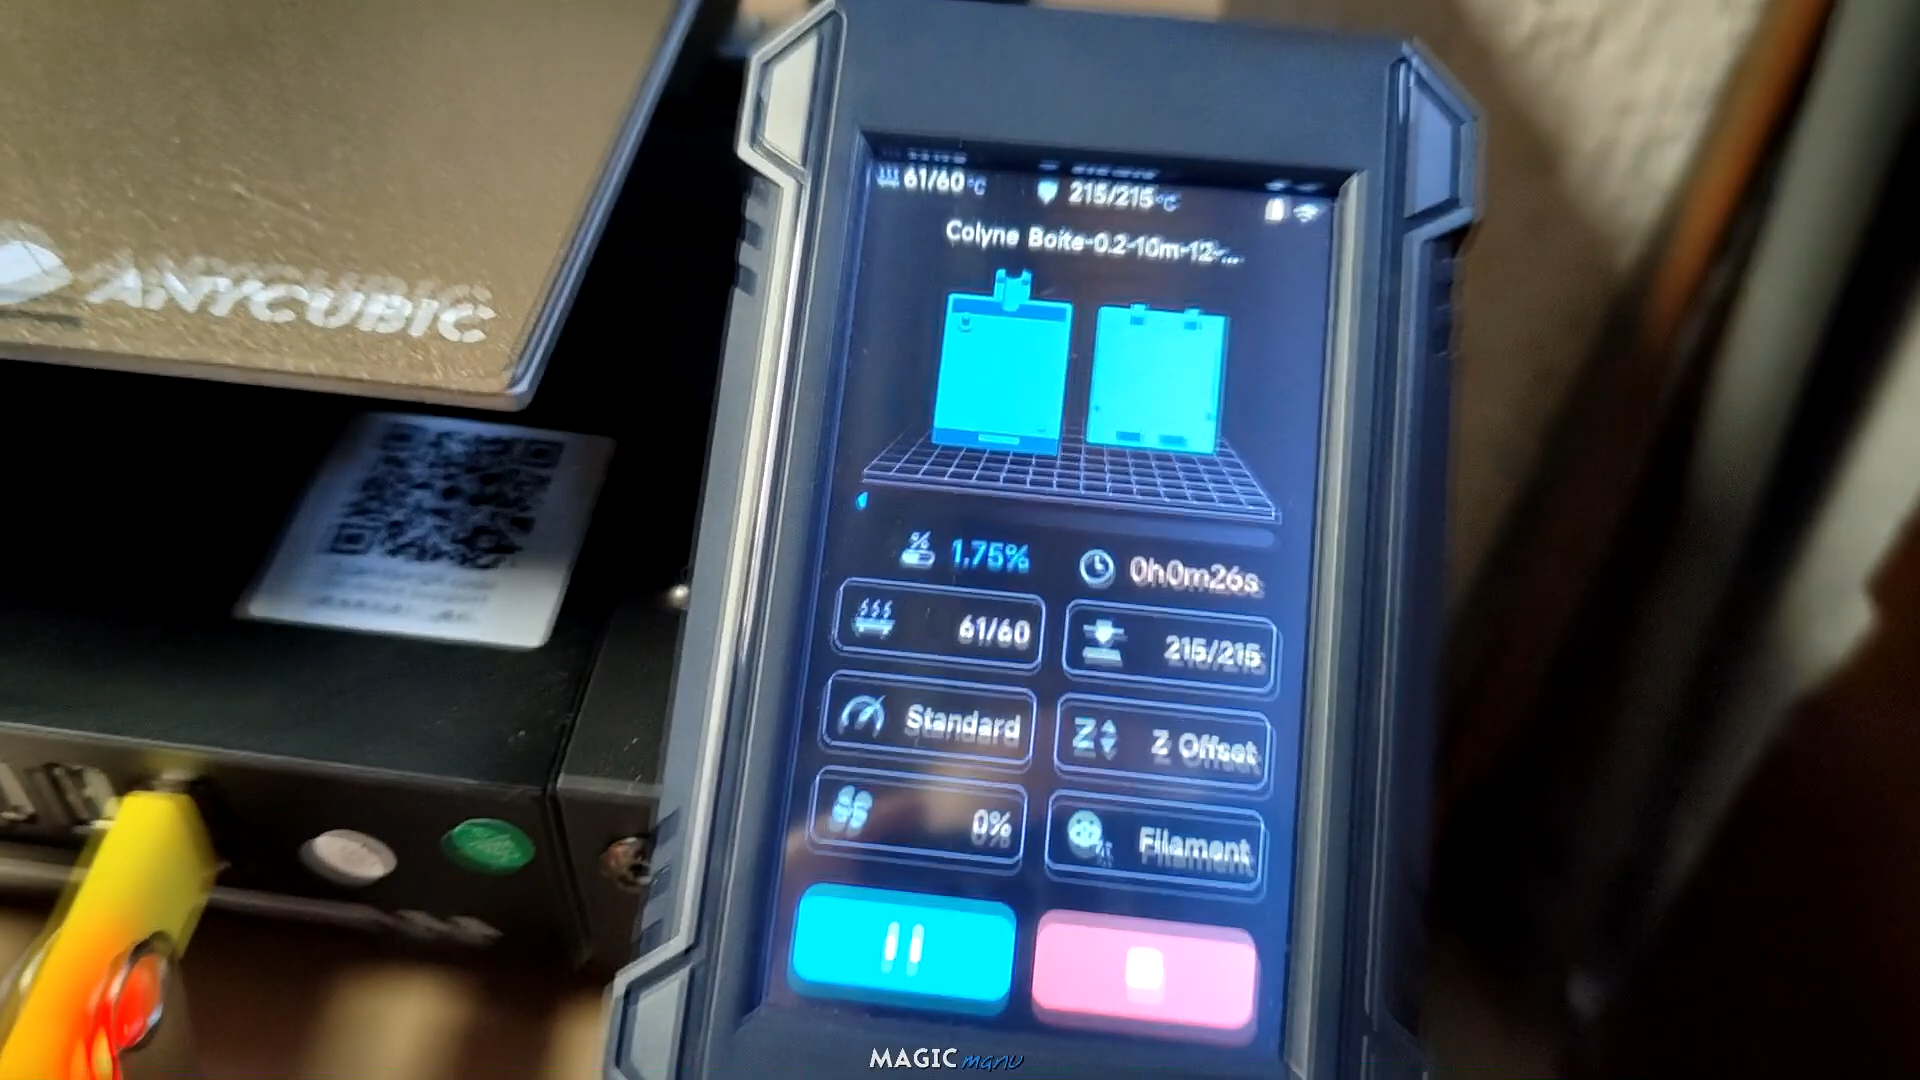 61/60 °C
215/215 °C
Colyne Boite-0.2-10m-12-...
ANYCUBIC
1.75%
0h0m26s
61/60
215/215
Standard
Z Offset
0%
Filament
MAGIC manu